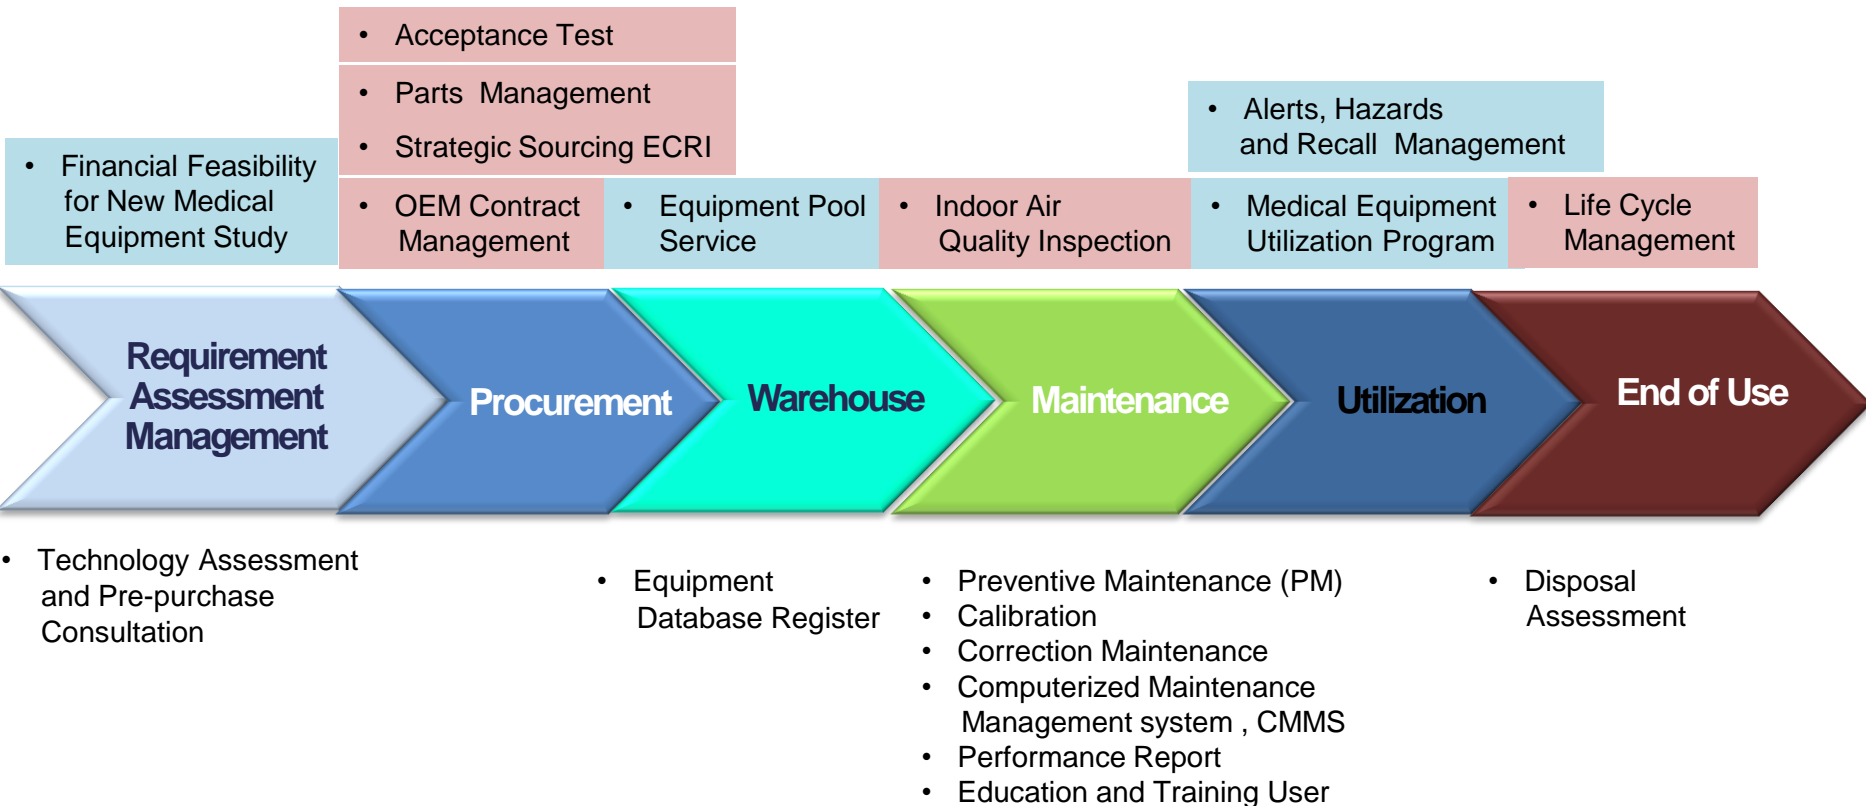 • Acceptance Test
• Parts Management
• Strategic Sourcing ECRI
• Financial Feasibility
for New Medical
Equipment Study
• OEM Contract
Management
• Equipment Pool
Service
• Indoor Air
Quality Inspection
• Alerts, Hazards
and Recall Management
• Medical Equipment
Utilization Program
• Life Cycle
Management
Requirement
Assessment
Management
Procurement
Warehouse
Maintenance
Utilization
End of Use
• Technology Assessment
and Pre-purchase
Consultation
• Equipment
Database Register
• Preventive Maintenance (PM)
• Calibration
• Correction Maintenance
• Computerized Maintenance
Management system , CMMS
• Performance Report
• Education and Training User
• Disposal
Assessment